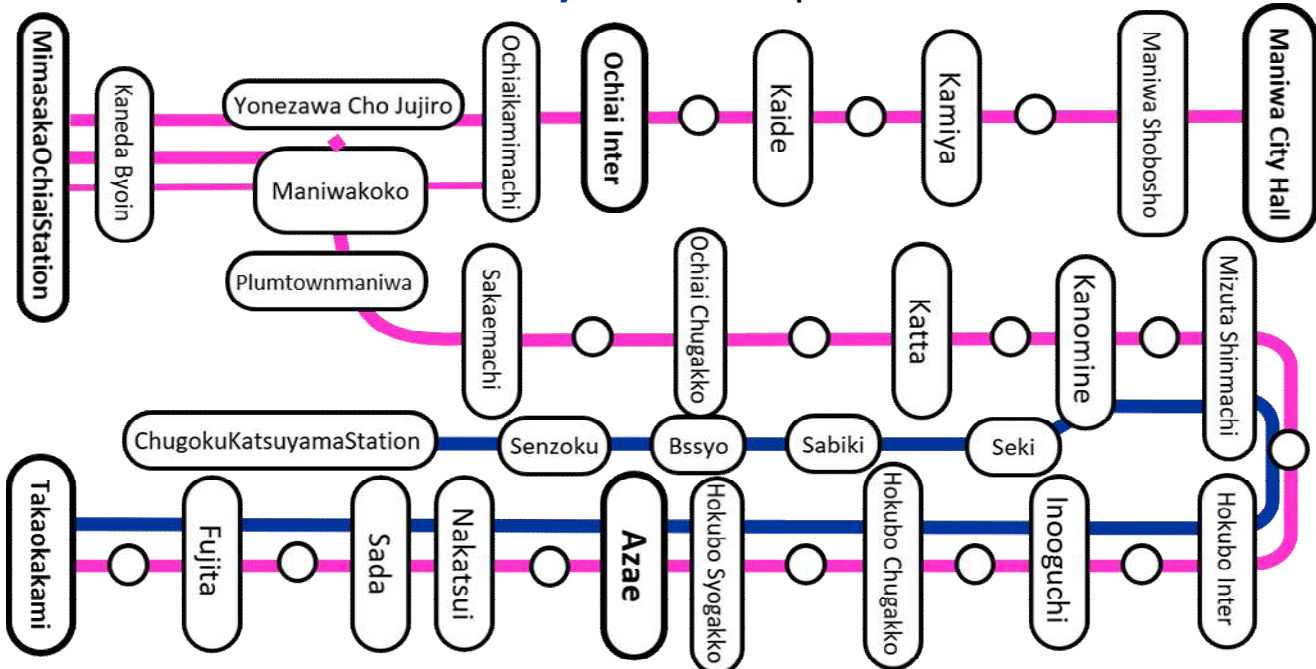 MimasakaOchiaiStation
Kaneda Byoin
Yonezawa Cho Jujiro
Maniwakoko
Ochiaikamimachi
Ochiai Inter
Kaide
Kamiya
Maniwa Shobosho
Maniwa City Hall
Plumtownmaniwa
Sakaemachi
Ochiai Chugakko
Katta
Kanomine
Mizuta Shinmachi
ChugokuKatsuyamaStation
Senzoku
Bssyo
Sabiki
Seki
Takaokakami
Fujita
Sada
Nakatsui
Azae
Hokubo Syogakko
Hokubo Chugakko
Inooguchi
Hokubo Inter